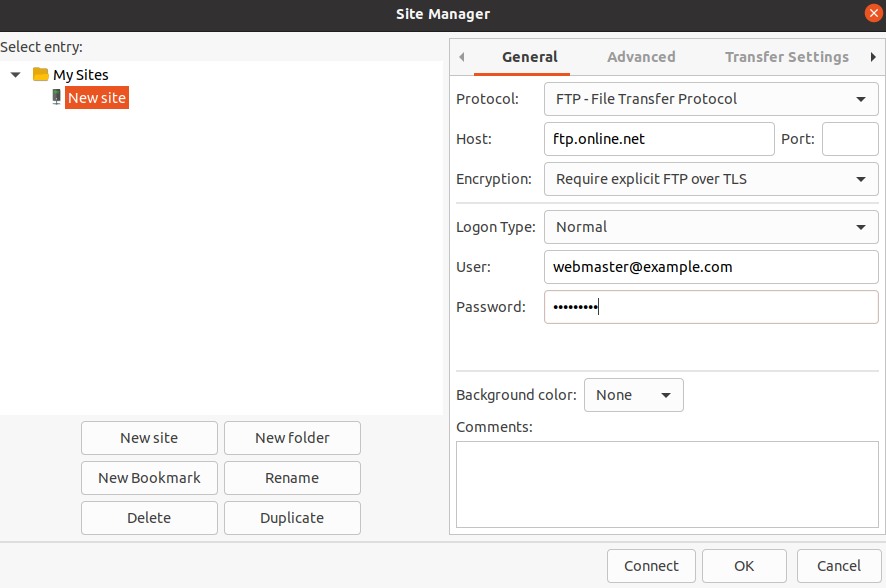 Site Manager
Select entry:
My Sites
New site
New site
New folder
New Bookmark
Rename
Delete
Duplicate
General
Advanced
Transfer Settings
Protocol:
FTP - File Transfer Protocol
Host:
ftp.online.net
Port:
Encryption:
Require explicit FTP over TLS
Logon Type:
Normal
User:
webmaster@example.com
Password:
•••••••••
Background color:
None
Comments:
Connect
OK
Cancel